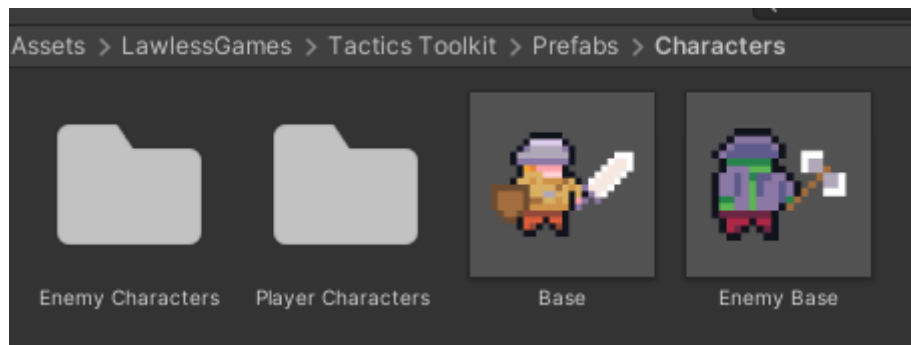 Assets > LawlessGames > Tactics Toolkit > Prefabs > Characters
Enemy Characters
Player Characters
Base
Enemy Base